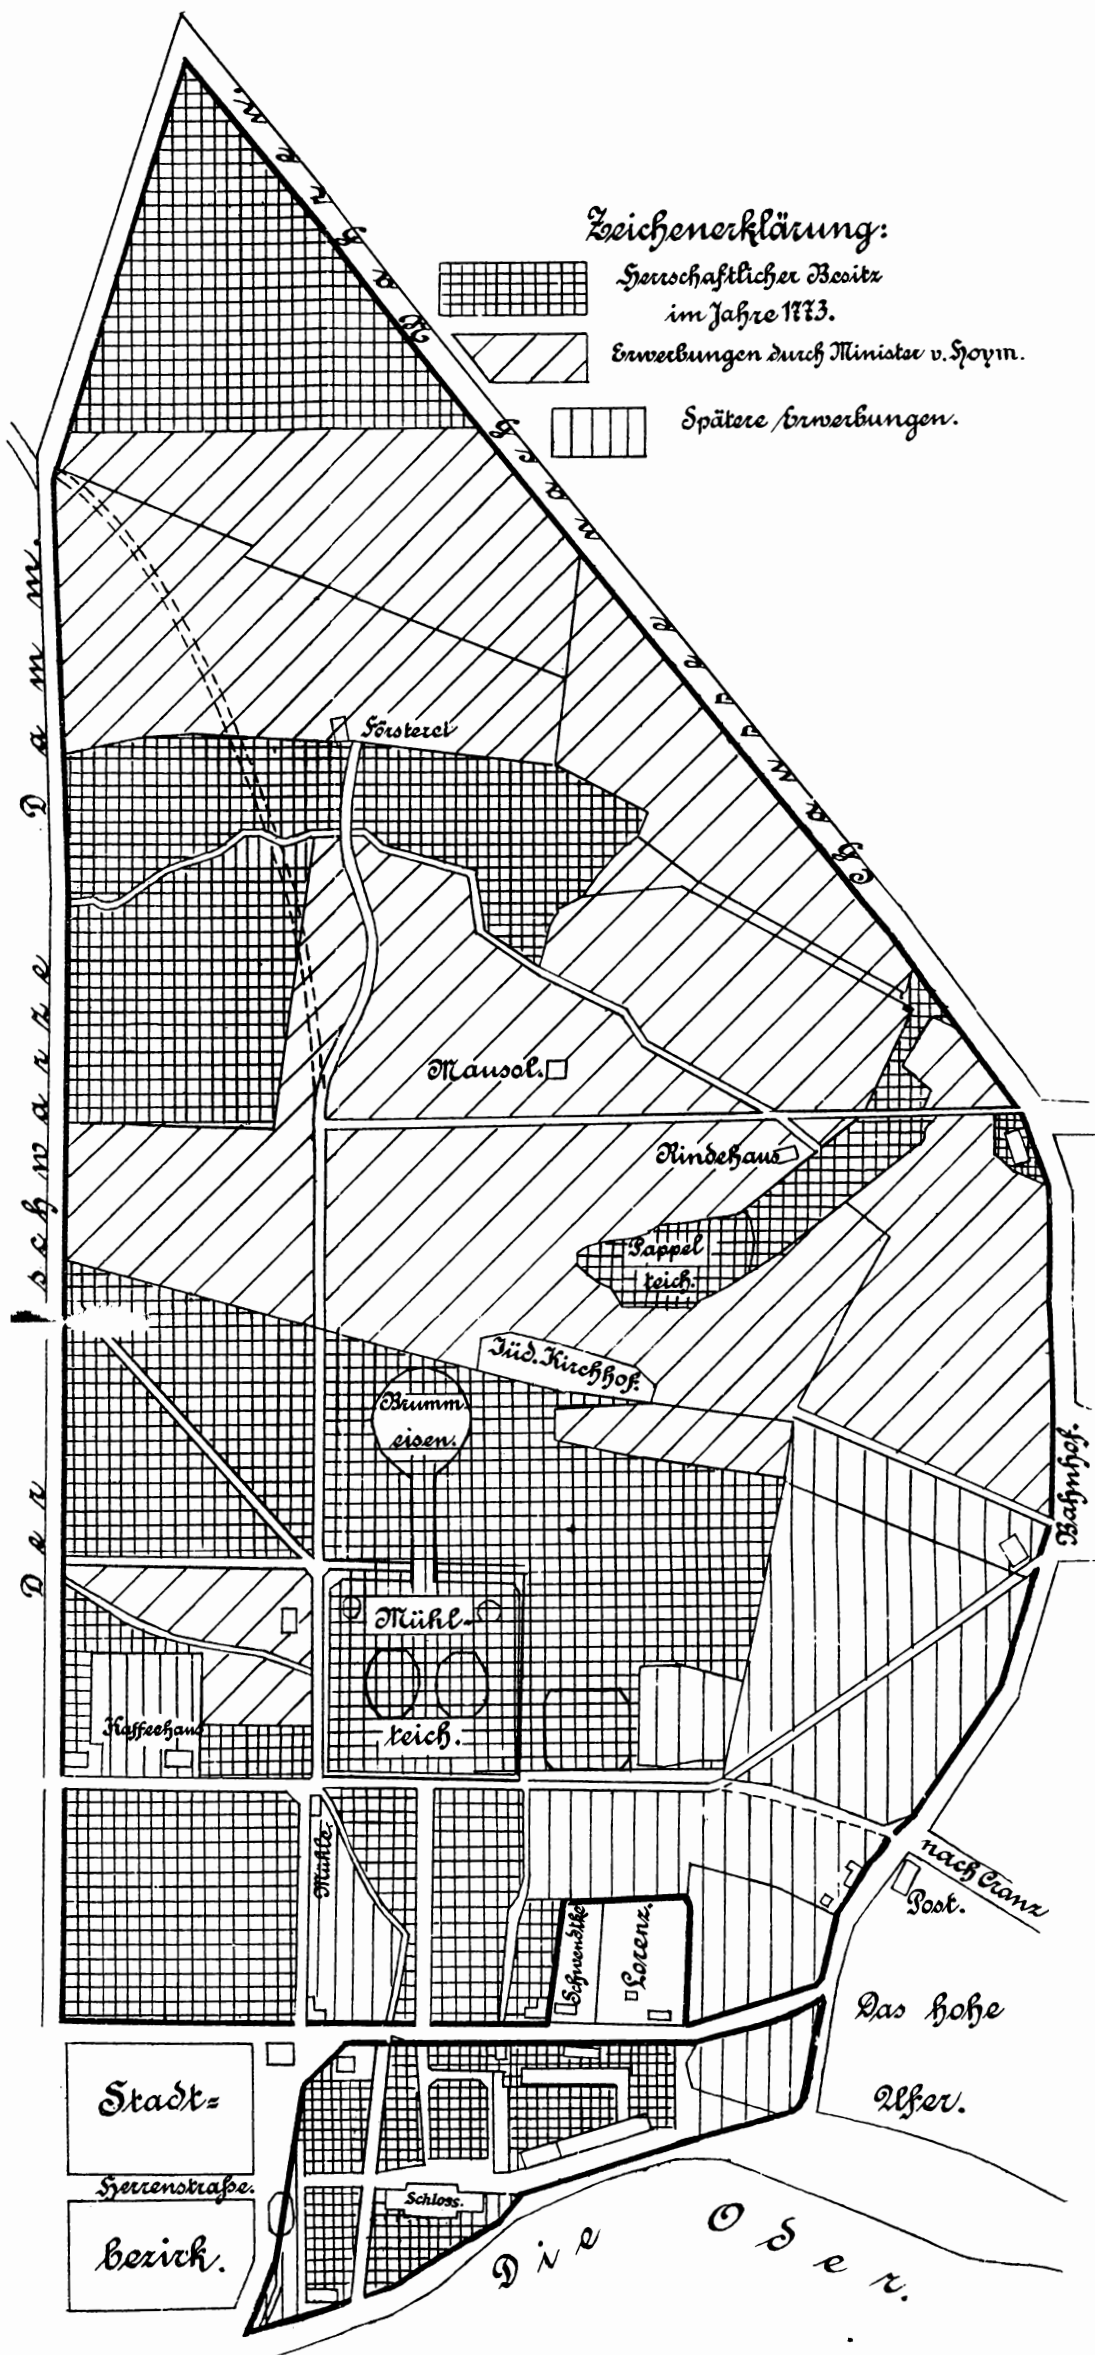 Zeichenerklärung:
Herrschaftlicher Besitz
im Jahre 1773.
Erwerbungen durch Minister v. Hoym.
Spätere Erwerbungen.
Der schwarze Damm.
Försterei
Mausol.
Rindehaus
Pappel
teich.
Jüd. Kirchhof.
Brumm
eisen.
Bahnhof.
Mühl-
teich.
Kaffeehaus
Mühle.
Schwendtke
Lorenz.
nach Cranz
Post.
Das hohe
Ufer.
Stadt=
Herrenstraße.
bezirk.
Schloss.
Die Oder.